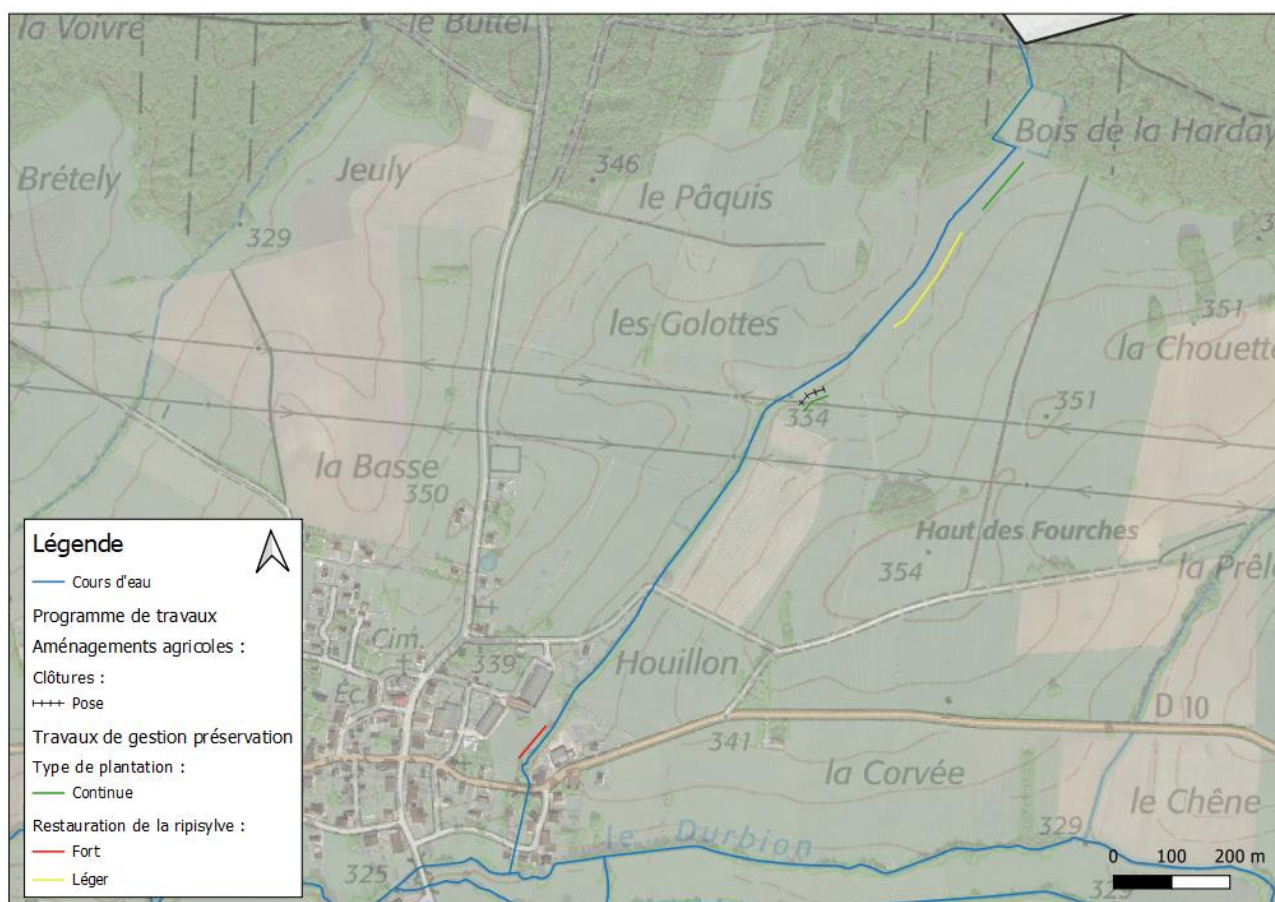 la Voivre
le Buttel
Bois de la Harday
346
Brétely
Jeuly
le Pâquis
329
351
les Golottes
la Chouette
334
351
la Basse
350
Haut des Fourches
354
la Prêle
Légende
Cours d'eau
Programme de travaux
Aménagements agricoles :
Clôtures :
Pose
Travaux de gestion préservation
Type de plantation :
Continue
Restauration de la ripisylve :
Fort
Léger
Cim.
Éc.
339
Houillon
D 10
341
la Corvée
le Chêne
le Durbion
329
325
0 100 200 m
329